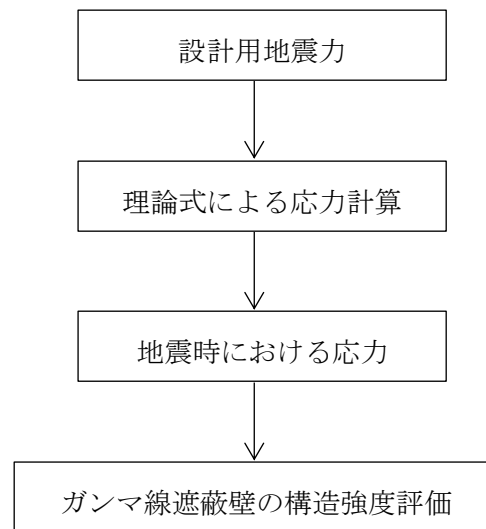 設計用地震力
理論式による応力計算
地震時における応力
ガンマ線遮蔽壁の構造強度評価